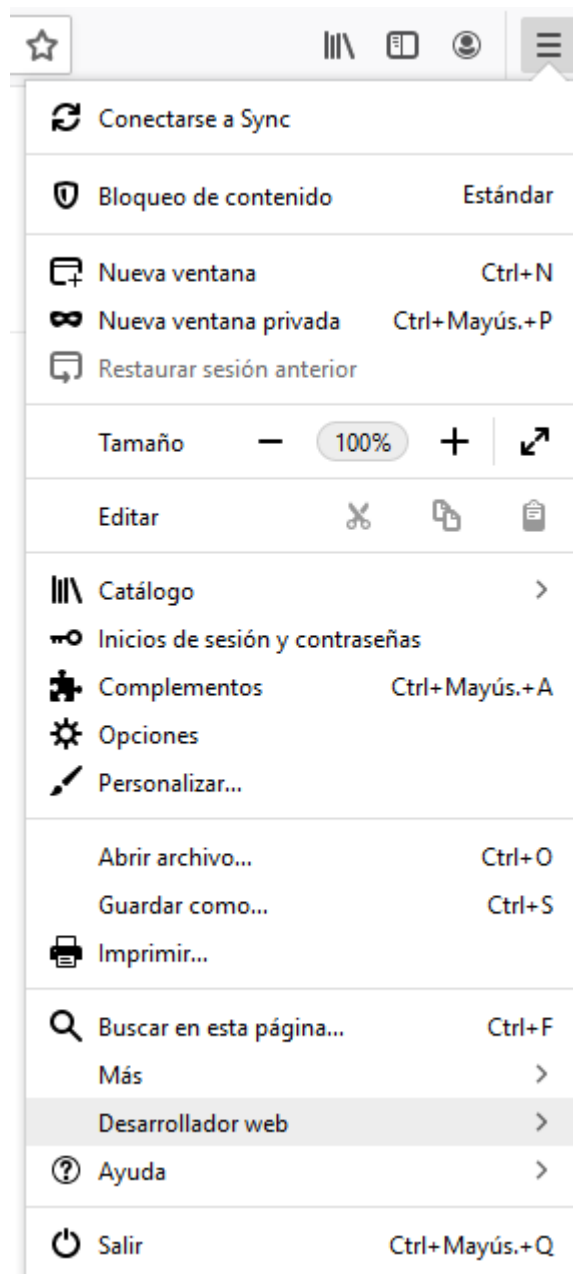 Conectarse a Sync
Bloqueo de contenido Estándar
Nueva ventana Ctrl+N
Nueva ventana privada Ctrl+Mayús.+P
Restaurar sesión anterior
Tamaño 100%
Editar
Catálogo
Inicios de sesión y contraseñas
Complementos Ctrl+Mayús.+A
Opciones
Personalizar...
Abrir archivo... Ctrl+O
Guardar como... Ctrl+S
Imprimir...
Buscar en esta página... Ctrl+F
Más
Desarrollador web
Ayuda
Salir Ctrl+Mayús.+Q